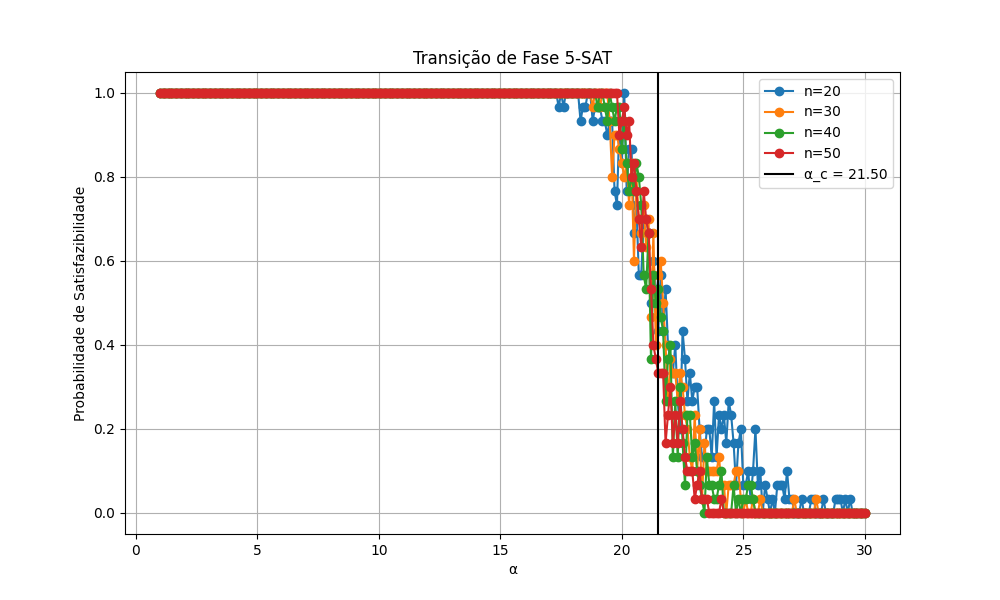 Transição de Fase 5-SAT
Probabilidade de Satisfazibilidade
1.0
0.8
0.6
0.4
0.2
0.0
n=20
n=30
n=40
n=50
α_c = 21.50
0 5 10 15 20 25 30
α